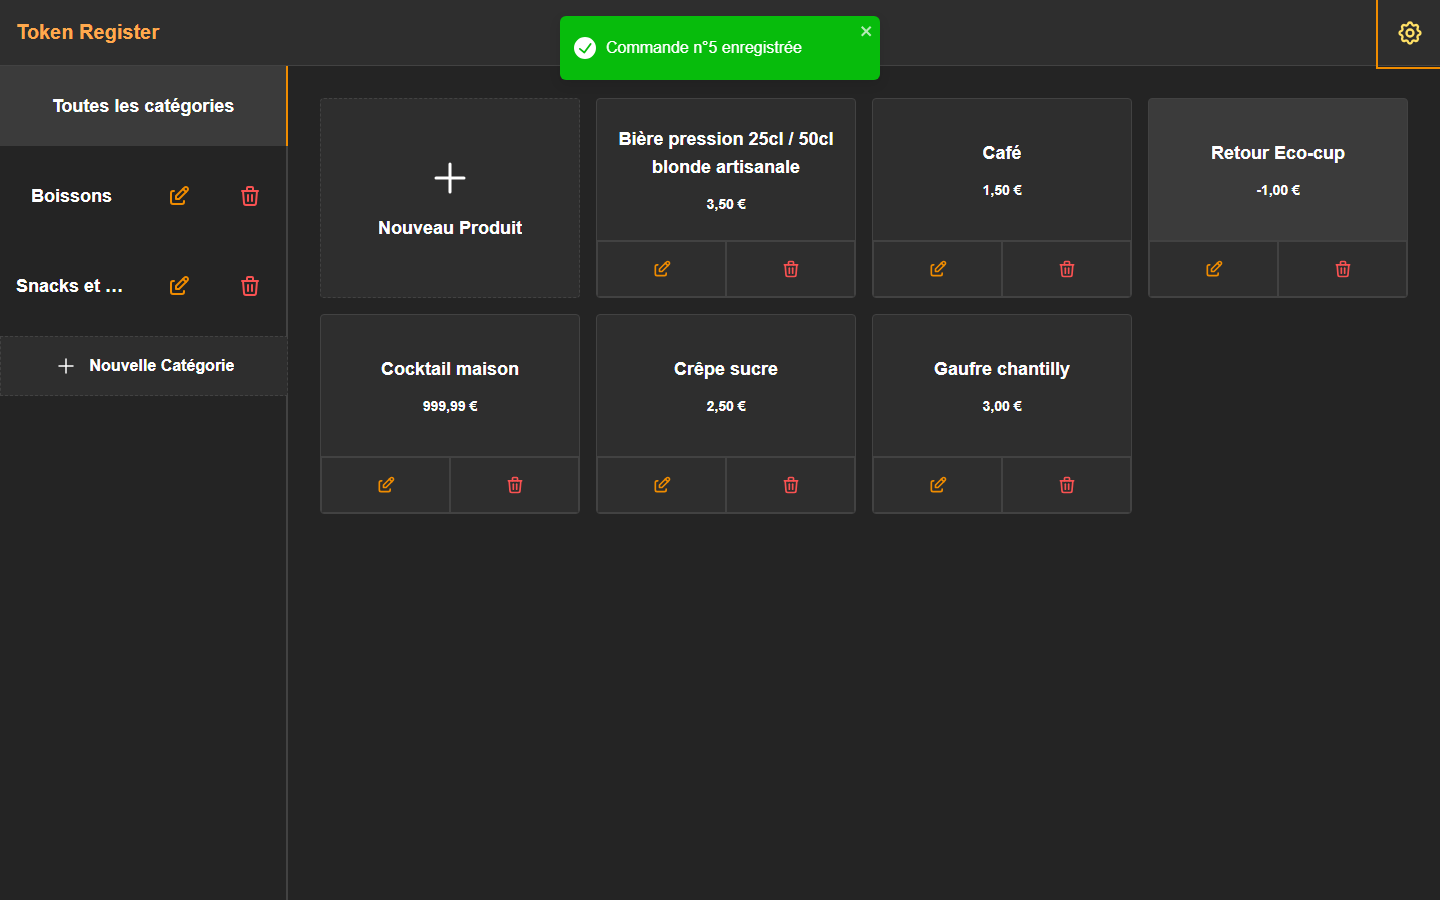 Token Register
Commande n°5 enregistrée
Toutes les catégories
Boissons
Snacks et ...
Nouvelle Catégorie
Nouveau Produit
Bière pression 25cl / 50cl
blonde artisanale
3,50 €
Café
1,50 €
Retour Eco-cup
-1,00 €
Cocktail maison
999,99 €
Crêpe sucre
2,50 €
Gaufre chantilly
3,00 €